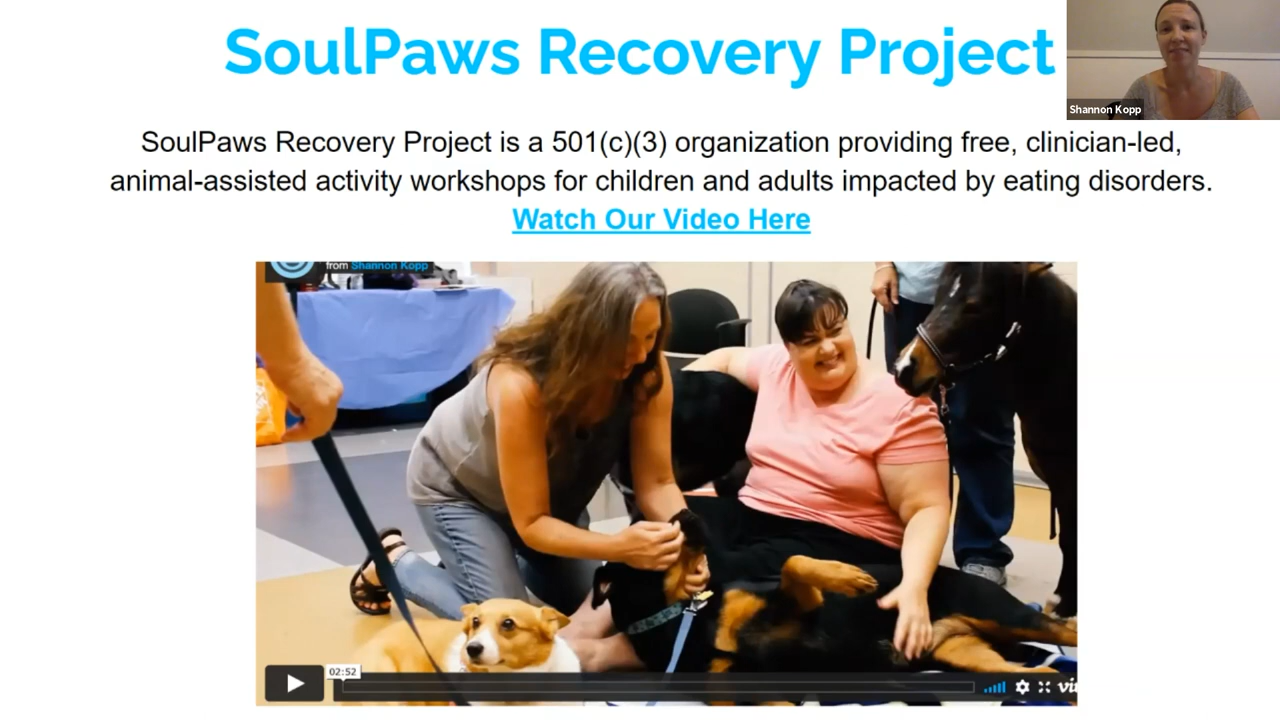 SoulPaws Recovery Project
Shannon Kopp
SoulPaws Recovery Project is a 501(c)(3) organization providing free, clinician-led,
animal-assisted activity workshops for children and adults impacted by eating disorders.
Watch Our Video Here
from Shannon Kopp
02:52